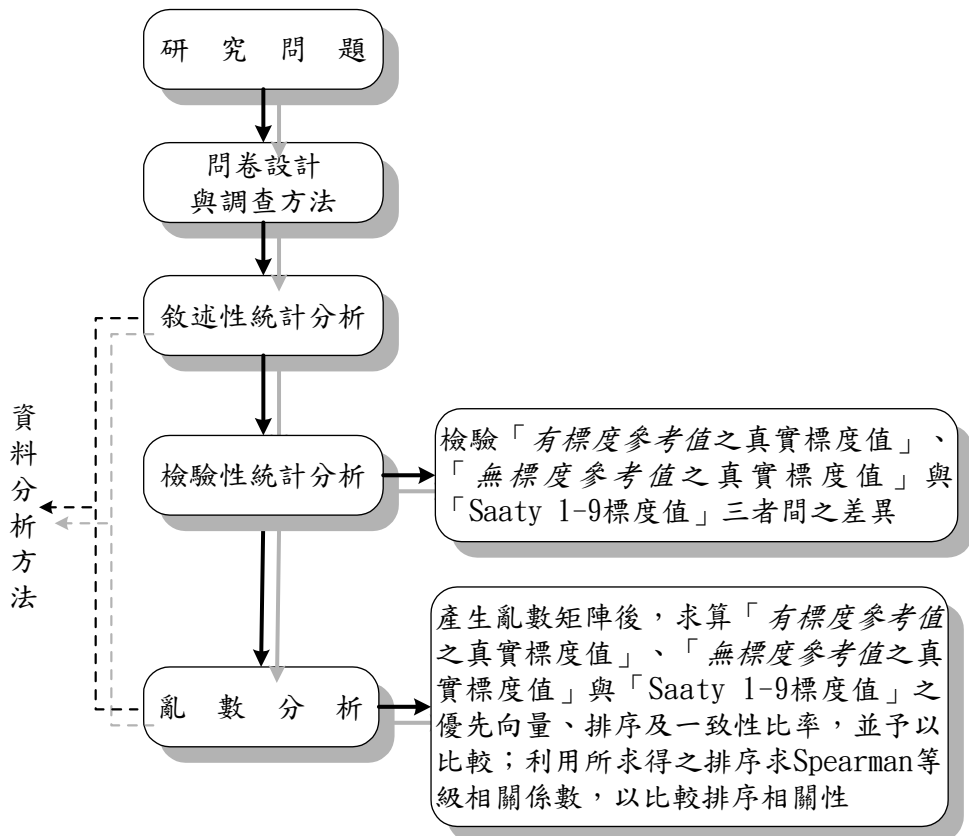 研究問題
問卷設計
與調查方法
敘述性統計分析
資料分析方法
檢驗性統計分析
檢驗「有標度參考值之真實標度值」、
「無標度參考值之真實標度值」與
「Saaty 1-9標度值」三者間之差異
亂數分析
產生亂數矩陣後，求算「有標度參考值
之真實標度值」、「無標度參考值之真
實標度值」與「Saaty 1-9標度值」之
優先向量、排序及一致性比率，並予以
比較；利用所求得之排序求Spearman等
級相關係數，以比較排序相關性